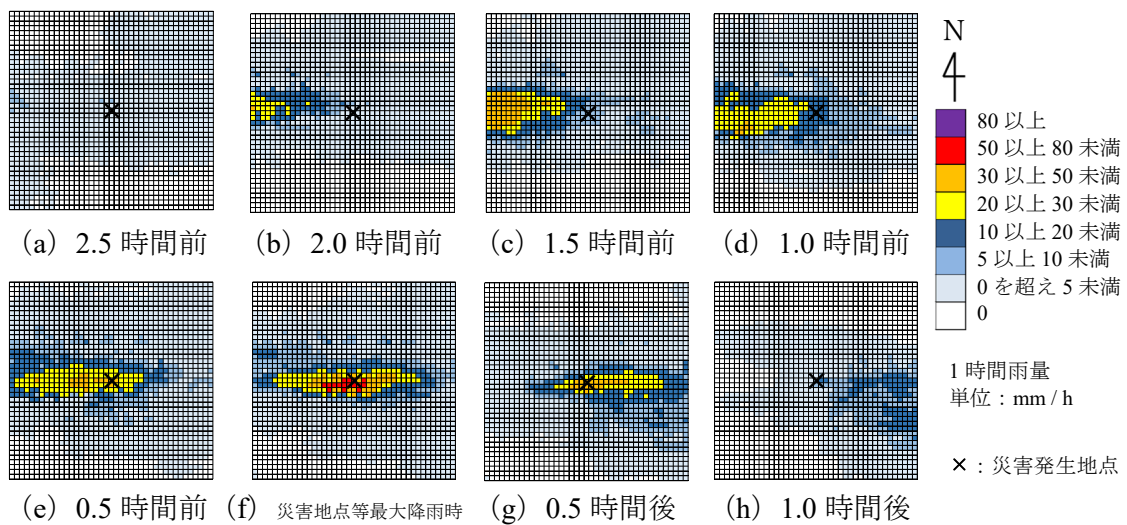 (a) 2.5 時間前
(b) 2.0 時間前
(c) 1.5 時間前
(d) 1.0 時間前
(e) 0.5 時間前
(f) 災害地点等最大降雨時
(g) 0.5 時間後
(h) 1.0 時間後
N
80 以上
50 以上 80 未満
30 以上 50 未満
20 以上 30 未満
10 以上 20 未満
5 以上 10 未満
0 を超え 5 未満
0
1 時間雨量
単位：mm / h
×：災害発生地点